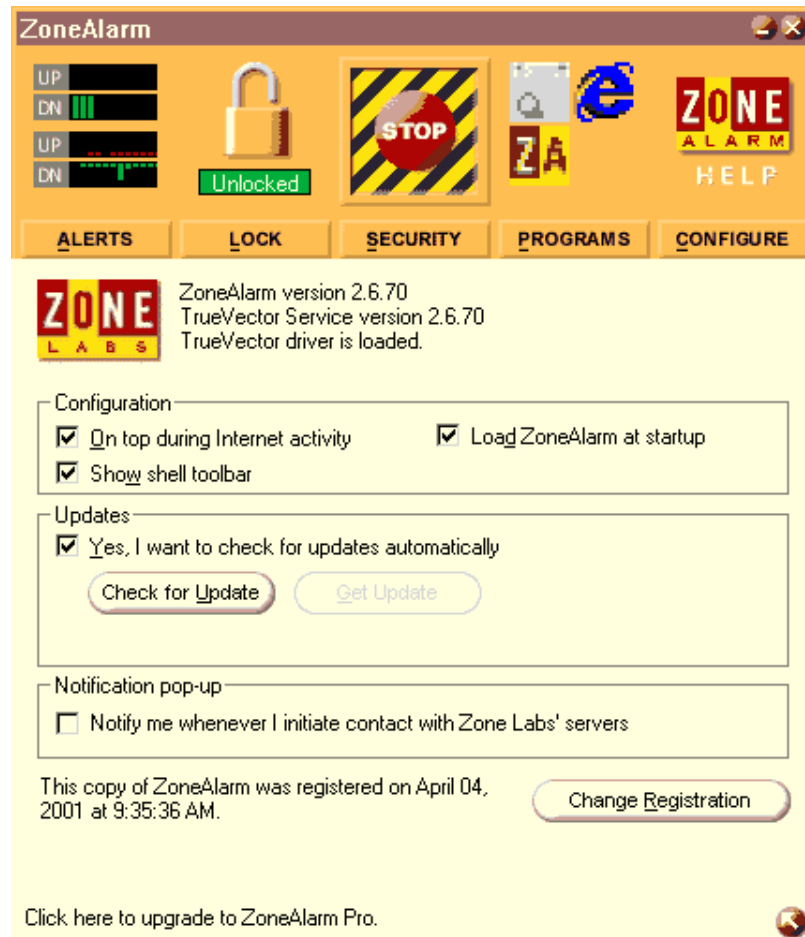 ZoneAlarm
UP
DN
UP
DN
Unlocked
STOP
ZA
ZONE
ALARM
HELP
ALERTS
LOCK
SECURITY
PROGRAMS
CONFIGURE
ZONE
LABS
ZoneAlarm version 2.6.70
TrueVector Service version 2.6.70
TrueVector driver is loaded.
Configuration
On top during Internet activity
Load ZoneAlarm at startup
Show shell toolbar
Updates
Yes, I want to check for updates automatically
Check for Update
Get Update
Notification pop-up
Notify me whenever I initiate contact with Zone Labs' servers
This copy of ZoneAlarm was registered on April 04,
2001 at 9:35:36 AM.
Change Registration
Click here to upgrade to ZoneAlarm Pro.